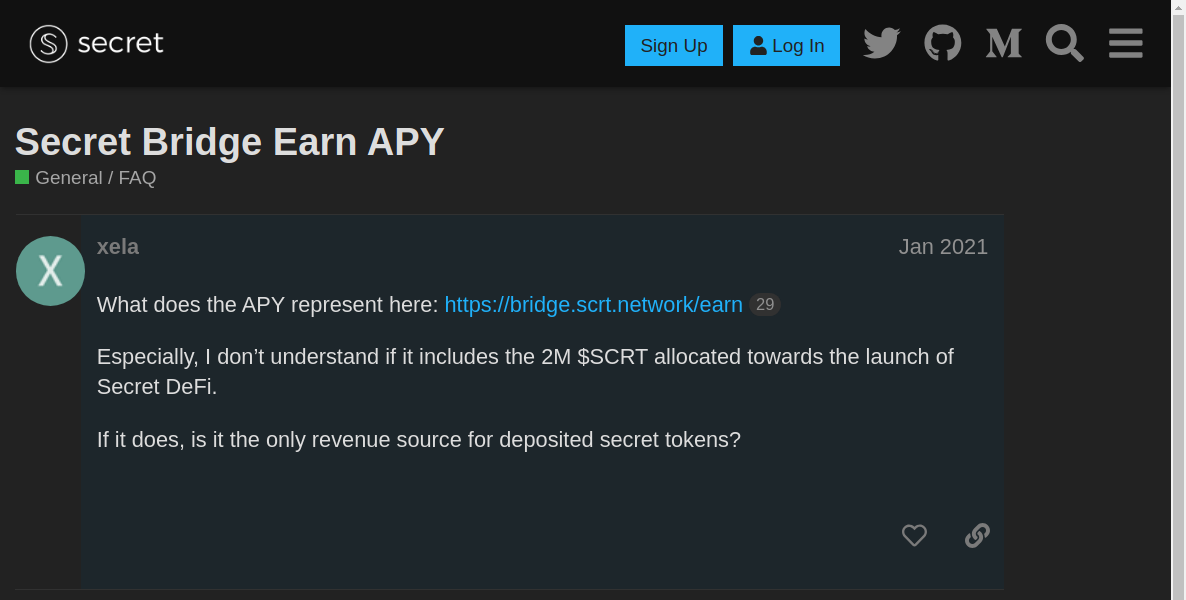 secret
Sign Up
Log In
Secret Bridge Earn APY
General / FAQ
X
xela
Jan 2021
What does the APY represent here: https://bridge.scrt.network/earn 29
Especially, I don’t understand if it includes the 2M $SCRT allocated towards the launch of
Secret DeFi.
If it does, is it the only revenue source for deposited secret tokens?